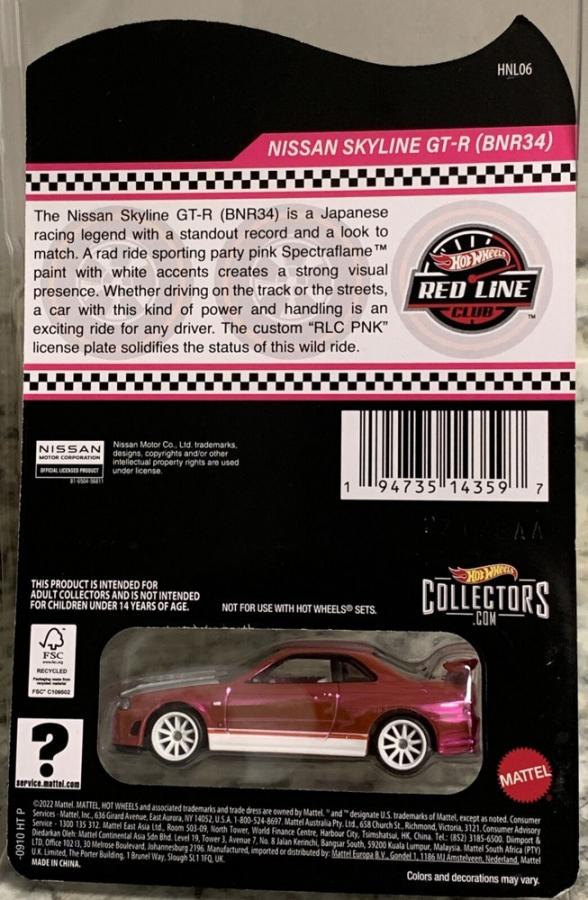 HNL06
NISSAN SKYLINE GT-R (BNR34)
The Nissan Skyline GT-R (BNR34) is a Japanese
racing legend with a standout record and a look to
match. A rad ride sporting party pink Spectraflame™
paint with white accents creates a strong visual
presence. Whether driving on the track or the streets,
a car with this kind of power and handling is an
exciting ride for any driver. The custom “RLC PNK”
license plate solidifies the status of this wild ride.
Hot Wheels
RED LINE
CLUB
™
NISSAN
MOTOR CORPORATION
OFFICIAL LICENSED PRODUCT
Nissan Motor Co., Ltd. trademarks,
designs, copyrights and/or other
intellectual property rights are used
under license.
1 94735 14359 7
THIS PRODUCT IS INTENDED FOR
ADULT COLLECTORS AND IS NOT INTENDED
FOR CHILDREN UNDER 14 YEARS OF AGE.
NOT FOR USE WITH HOT WHEELS® SETS.
Hot Wheels
COLLECTORS
.COM
FSC
www.fsc.org
RECYCLED
Packaging made from
recycled material
FSC® C109502
?
service.mattel.com
MATTEL
-0910 HT P
©2022 Mattel. MATTEL, HOT WHEELS and associated trademarks and trade dress are owned by Mattel. ® and ™ designate U.S. trademarks of Mattel, except as noted. Consumer
Services - Mattel, Inc., 636 Girard Avenue, East Aurora, NY 14052, U.S.A. 1-800-524-8697. Mattel Australia Pty. Ltd., 658 Church St., Richmond, Victoria, 3121. Consumer Advisory
Service - 1300 135 312. Mattel East Asia Ltd., Room 503-09, North Tower, World Finance Centre, Harbour City, Tsimshatsui, HK, China. Tel.: (852) 3185-6500. Diimport &
Diedarkan Oleh: Mattel Continental Asia Sdn Bhd. Level 19, Tower 3, Avenue 7, No. 8 Jalan Kerinchi, Bangsar South, 59200 Kuala Lumpur, Malaysia. Mattel South Africa (PTY)
LTD, Office 102 I3, 30 Melrose Boulevard, Johannesburg 2196. Manufactured, imported or distributed by: Mattel Europa B.V., Gondel 1, 1186 MJ Amstelveen, Nederland. Mattel
U.K. Limited, The Porter Building, 1 Brunel Way, Slough SL1 1FQ, UK.
MADE IN CHINA.
Colors and decorations may vary.